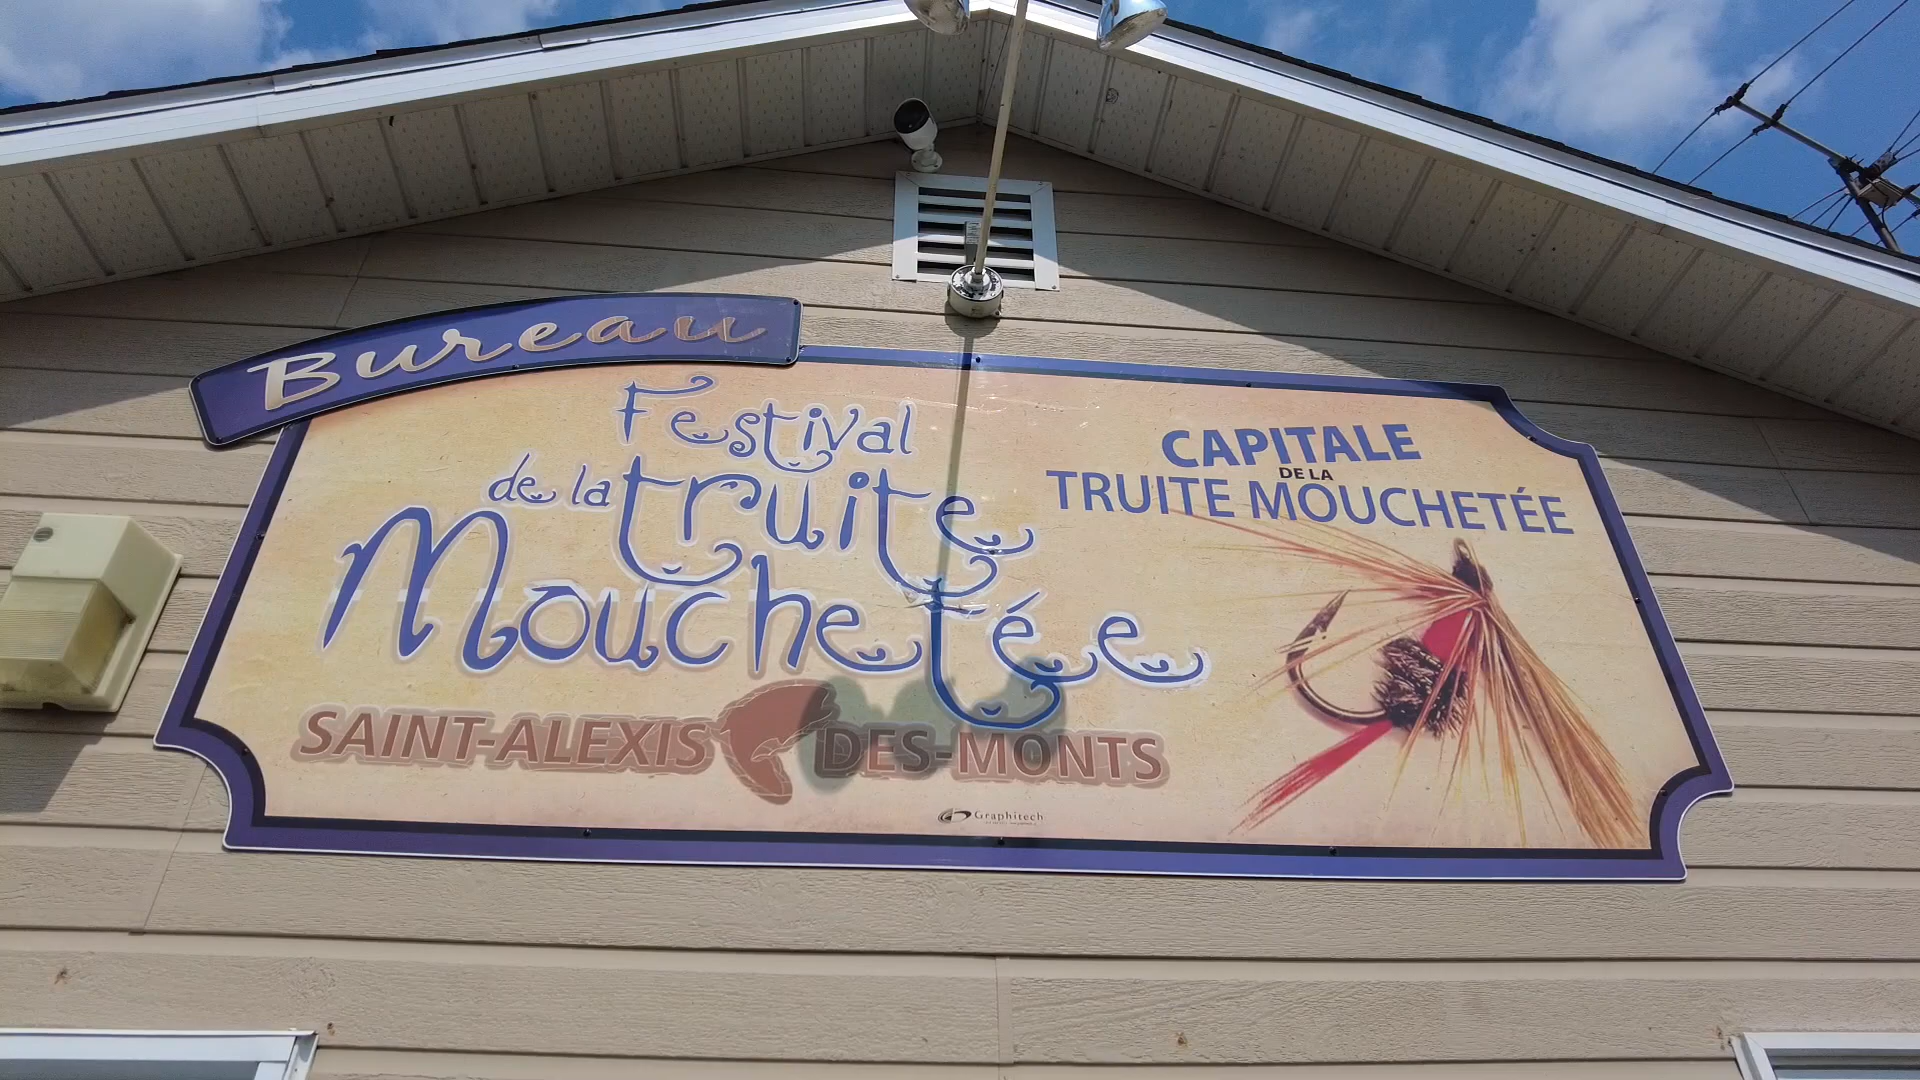 Bureau
Festival
de la truite
Mouchetée
SAINT-ALEXIS DES-MONTS
CAPITALE
DE LA
TRUITE MOUCHETÉE
Graphitech